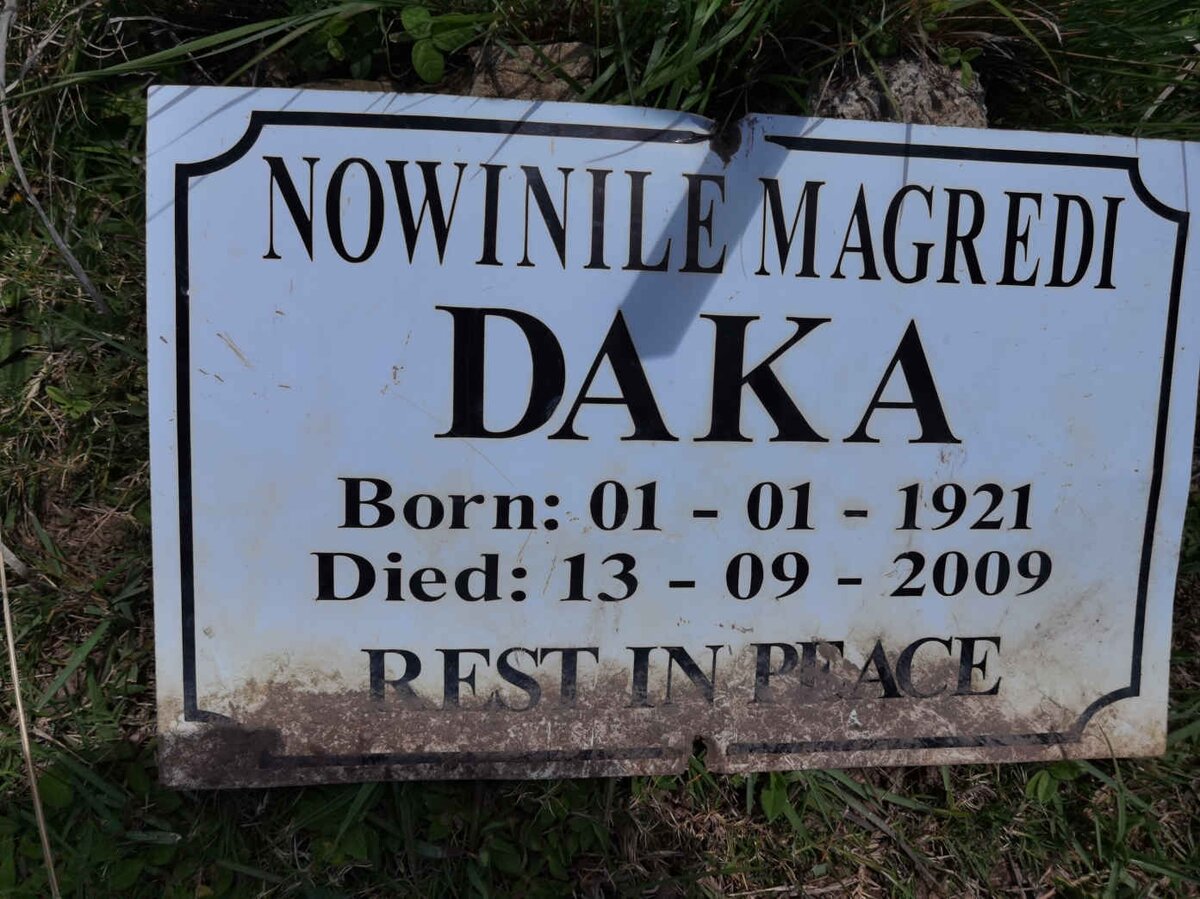 NOWINILE MAGREDI
DAKA
Born: 01 - 01 - 1921
Died: 13 - 09 - 2009
REST IN PEACE